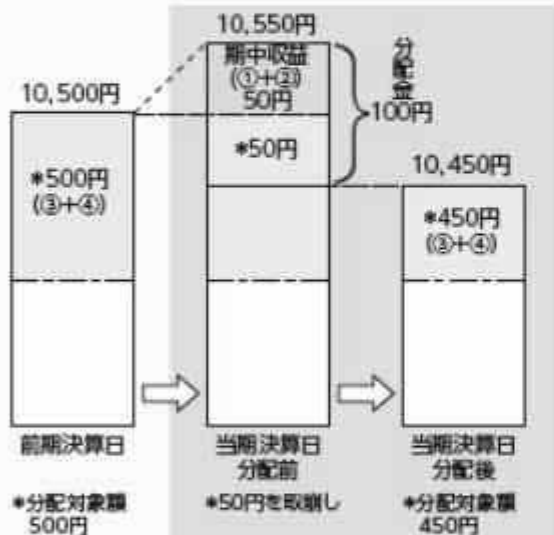 10,550円
期中収益
(①+②)
50円
分配金
100円
10,500円
*500円
(③+④)
*50円
10,450円
*450円
(③+④)
前期決算日
当期決算日
分配前
当期決算日
分配後
*分配対象額
500円
*50円を取崩し
*分配対象額
450円